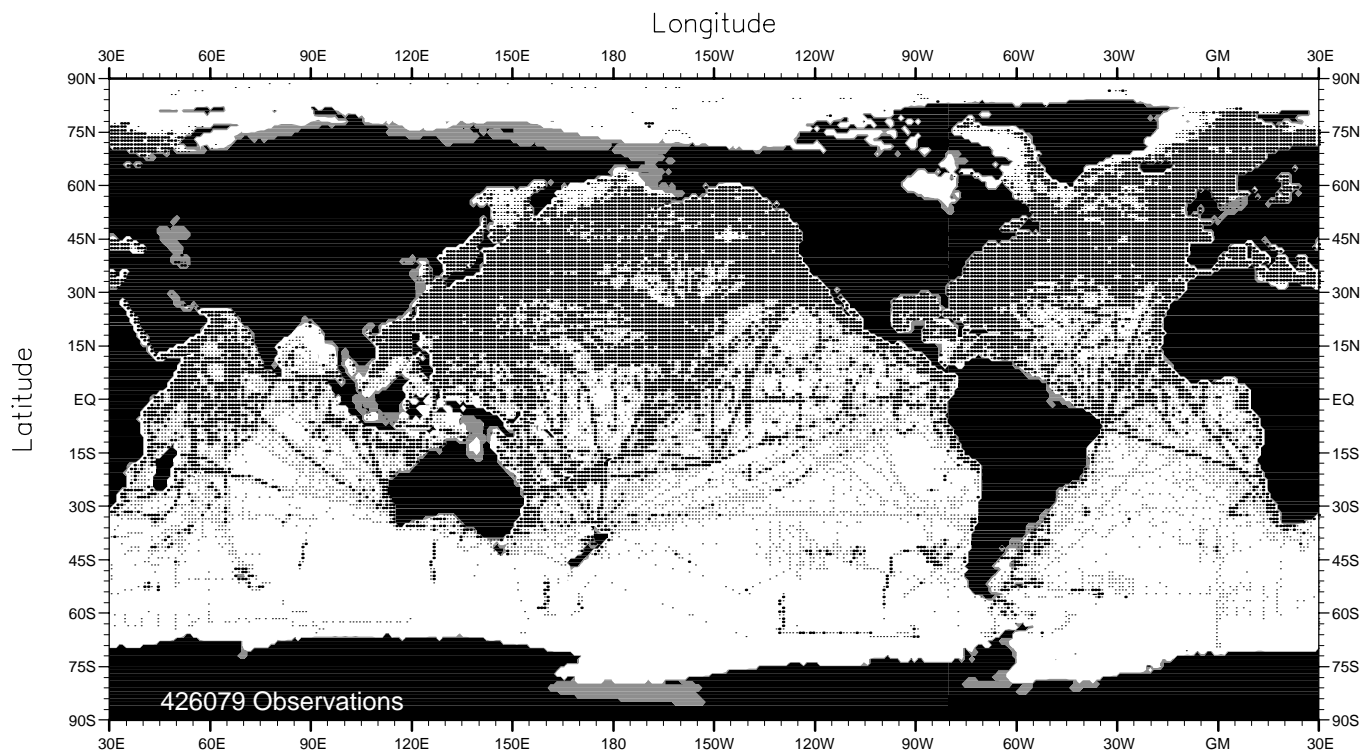 Longitude
30E 60E 90E 120E 150E 180 150W 120W 90W 60W 30W GM 30E
90N 90N
75N 75N
60N 60N
45N 45N
30N 30N
15N 15N
Latitude
EQ EQ
15S 15S
30S 30S
45S 45S
60S 60S
75S 75S
426079 Observations
90S 90S
30E 60E 90E 120E 150E 180 150W 120W 90W 60W 30W GM 30E